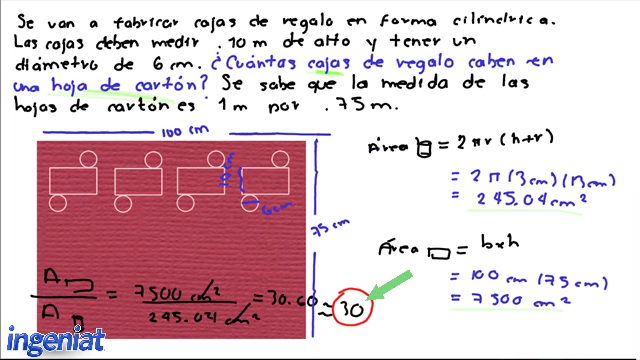 Se van a fabricar cajas de regalo en forma cilíndrica.
Las cajas deben medir .10 m de alto y tener un
diámetro de 6 cm. ¿Cuántas cajas de regalo caben en
una hoja de cartón? Se sabe que la medida de las
hojas de cartón es 1 m por .75 m.
100 cm
Área = 2πr (h+r)
= 2π (3cm) (13cm)
= 245.04 cm²
6cm
75 cm
Área = b×h
= 100 cm (75 cm)
= 7500 cm²
A / A = 7500 cm² / 245.04 cm² = 30.60 ≈ 30
ingeniat